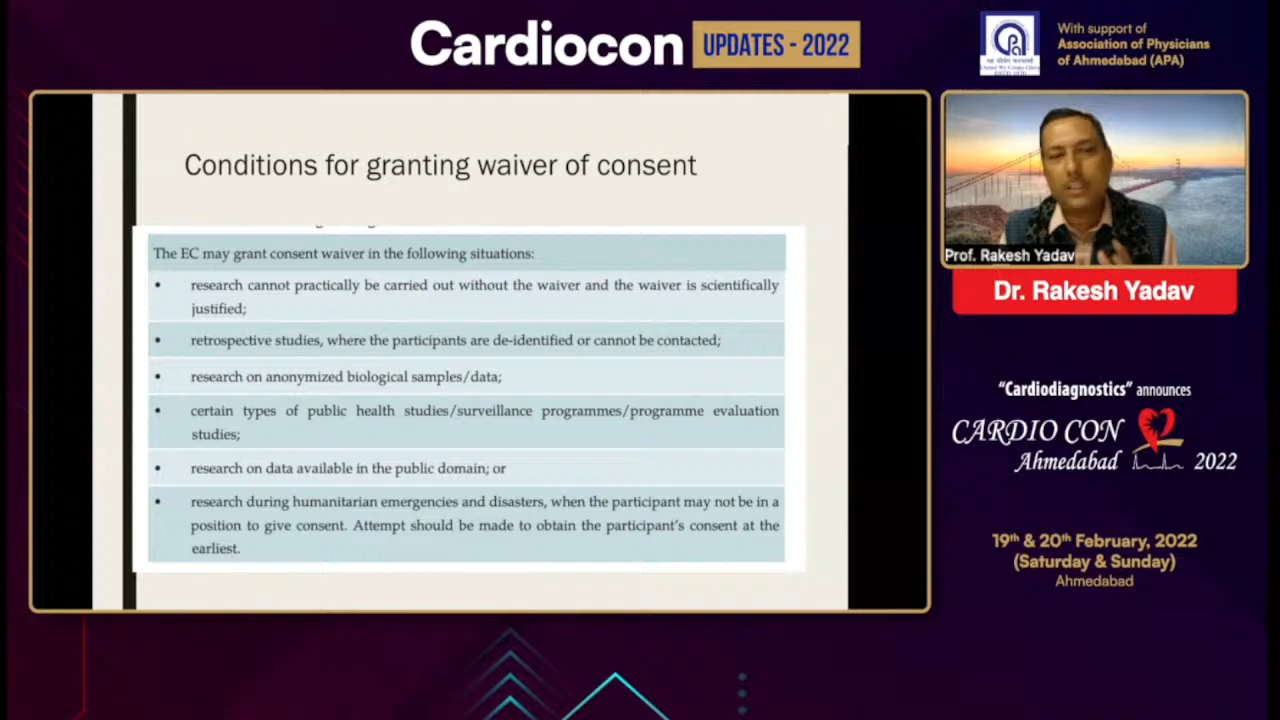 Cardiocon
UPDATES - 2022
With support of
Association of Physicians
of Ahmedabad (APA)
Conditions for granting waiver of consent
The EC may grant consent waiver in the following situations:
• research cannot practically be carried out without the waiver and the waiver is scientifically
justified;
• retrospective studies, where the participants are de-identified or cannot be contacted;
• research on anonymized biological samples/data;
• certain types of public health studies/surveillance programmes/programme evaluation
studies;
• research on data available in the public domain; or
• research during humanitarian emergencies and disasters, when the participant may not be in a
position to give consent. Attempt should be made to obtain the participant's consent at the
earliest.
Prof. Rakesh Yadav
Dr. Rakesh Yadav
“Cardiodiagnostics” announces
CARDIO CON
Ahmedabad 2022
19th & 20th February, 2022
(Saturday & Sunday)
Ahmedabad